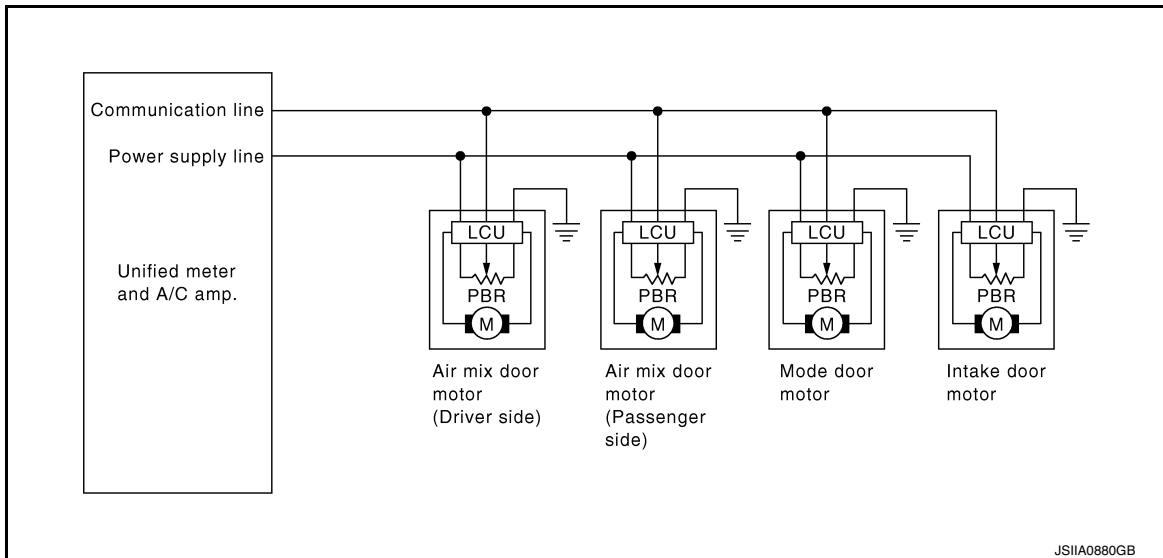 Communication line
Power supply line
Unified meter
and A/C amp.
LCU
PBR
M
Air mix door
motor
(Driver side)
LCU
PBR
M
Air mix door
motor
(Passenger
side)
LCU
PBR
M
Mode door
motor
LCU
PBR
M
Intake door
motor
JSIIA0880GB